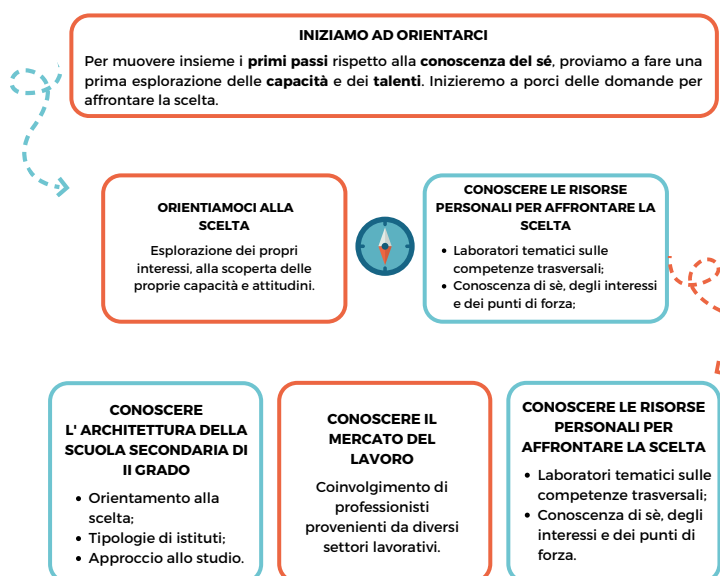 INIZIAMO AD ORIENTARCI
Per muovere insieme i primi passi rispetto alla conoscenza del sé, proviamo a fare una
prima esplorazione delle capacità e dei talenti. Inizieremo a porci delle domande per
affrontare la scelta.
ORIENTIAMOCI ALLA
SCELTA
Esplorazione dei propri
interessi, alla scoperta delle
proprie capacità e attitudini.
CONOSCERE LE RISORSE
PERSONALI PER AFFRONTARE LA
SCELTA
• Laboratori tematici sulle
competenze trasversali;
• Conoscenza di sè, degli interessi
e dei punti di forza;
CONOSCERE
L' ARCHITETTURA DELLA
SCUOLA SECONDARIA DI
II GRADO
• Orientamento alla
scelta;
• Tipologie di istituti;
• Approccio allo studio.
CONOSCERE IL
MERCATO DEL
LAVORO
Coinvolgimento di
professionisti
provenienti da diversi
settori lavorativi.
CONOSCERE LE RISORSE
PERSONALI PER
AFFRONTARE LA SCELTA
• Laboratori tematici sulle
competenze trasversali;
• Conoscenza di sè, degli
interessi e dei punti di
forza.